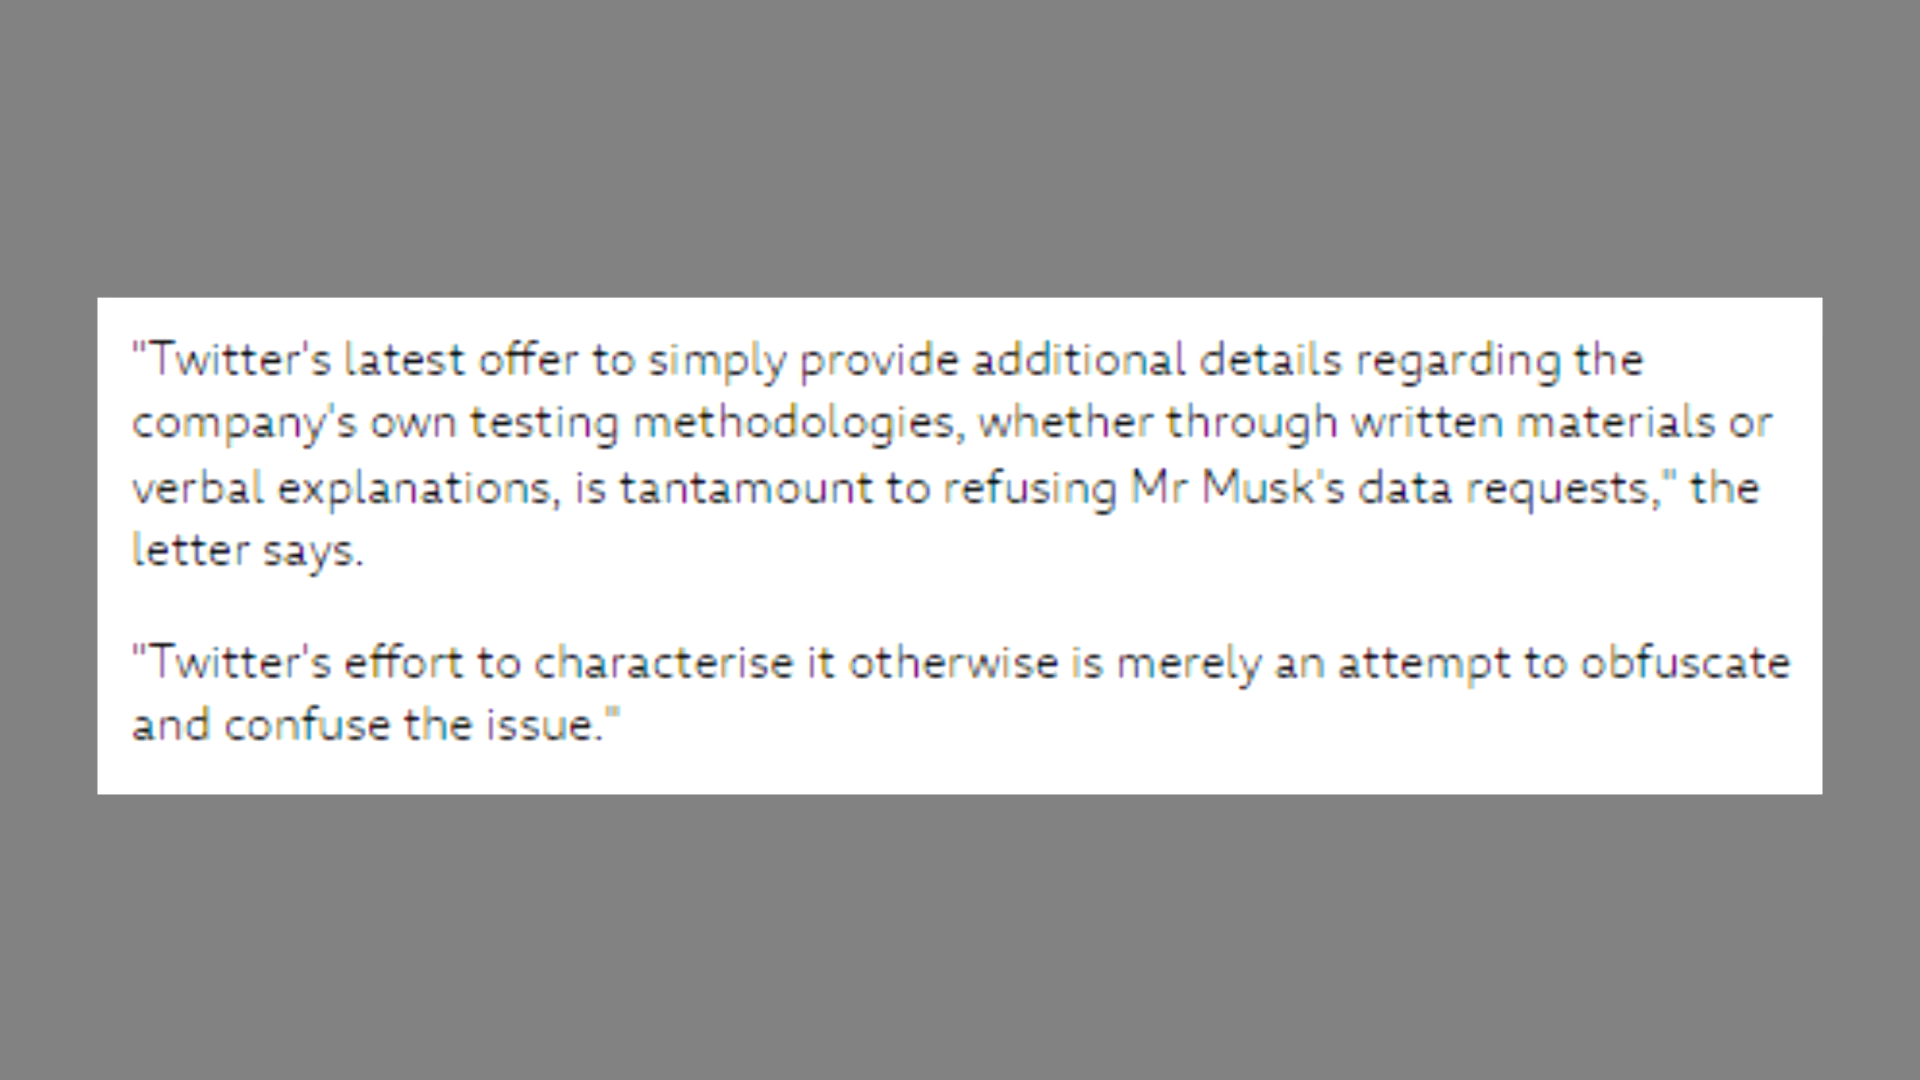 "Twitter's latest offer to simply provide additional details regarding the
company's own testing methodologies, whether through written materials or
verbal explanations, is tantamount to refusing Mr Musk's data requests," the
letter says.
"Twitter's effort to characterise it otherwise is merely an attempt to obfuscate
and confuse the issue."